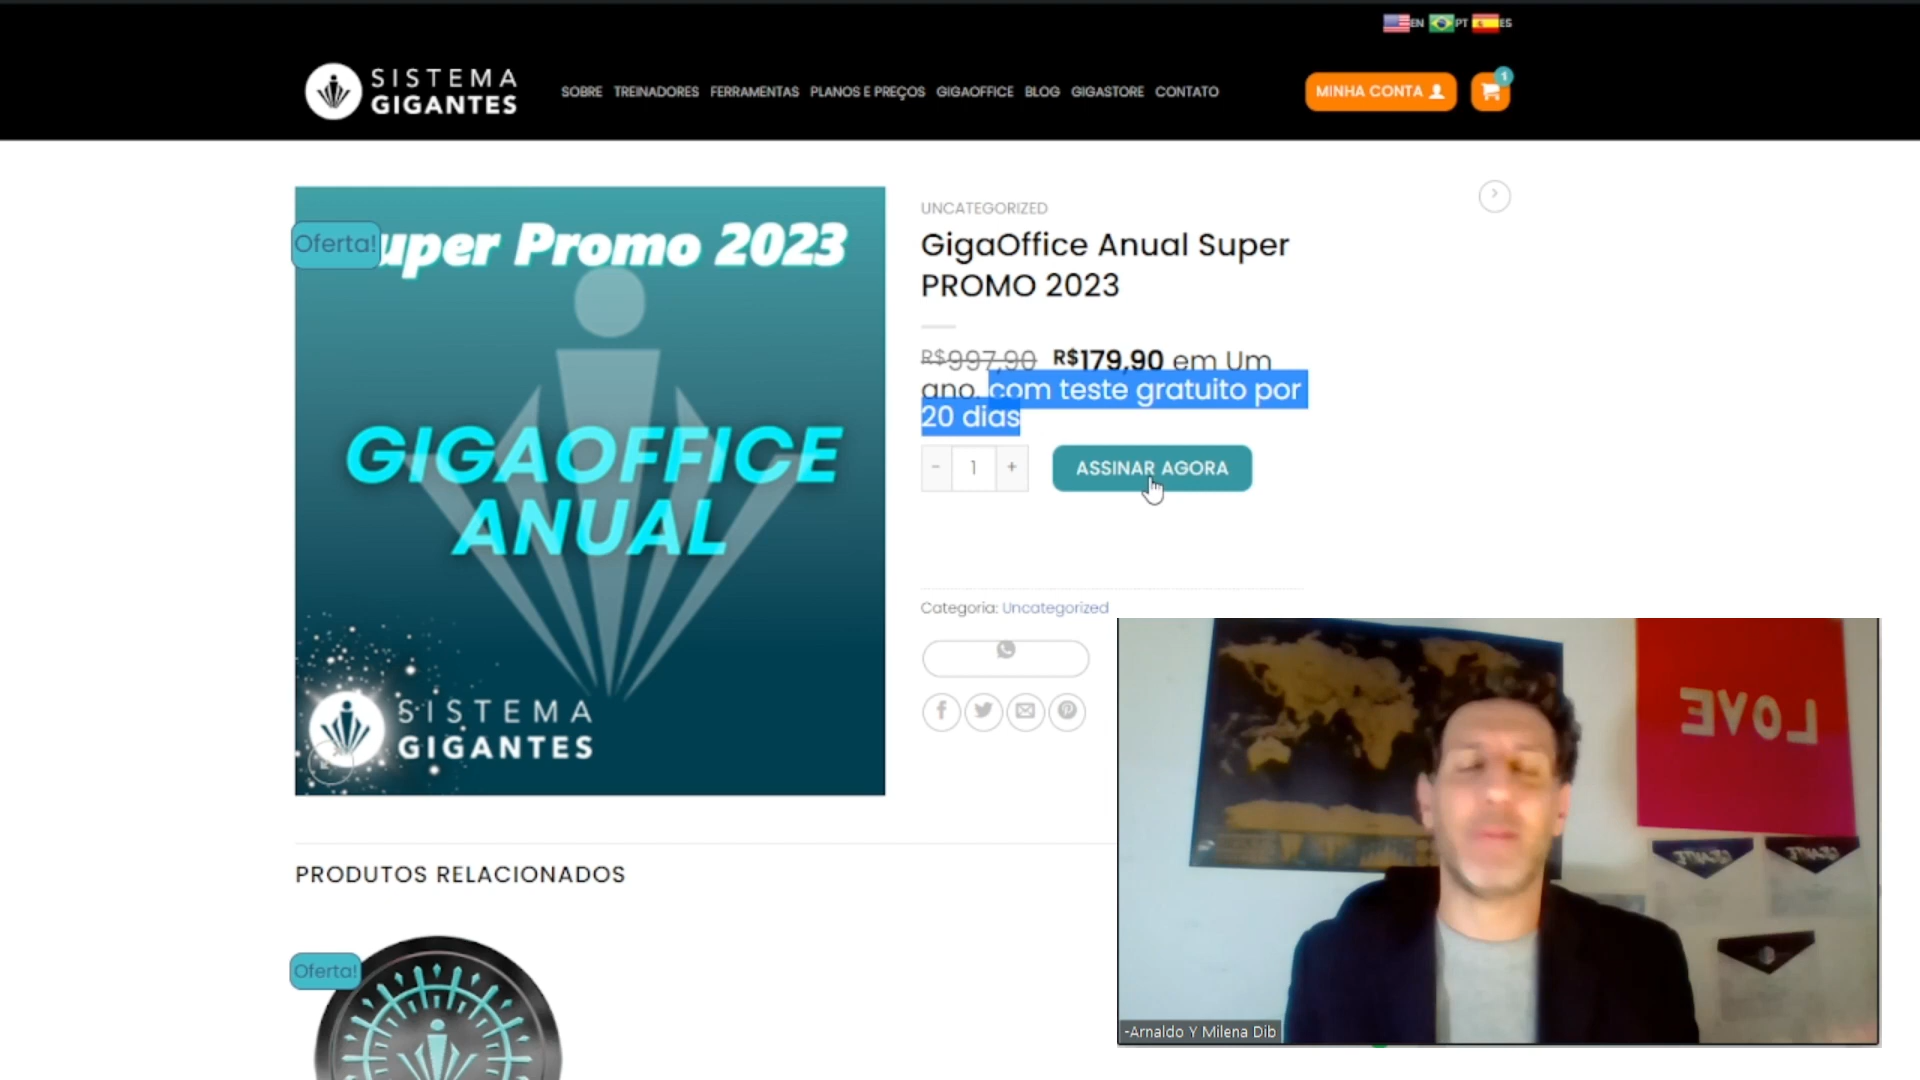 EN PT ES
SISTEMA
GIGANTES
SOBRE TREINADORES FERRAMENTAS PLANOS E PREÇOS GIGAOFFICE BLOG GIGASTORE CONTATO
MINHA CONTA
1
Oferta!
uper Promo 2023
GIGAOFFICE
ANUAL
SISTEMA
GIGANTES
UNCATEGORIZED
GigaOffice Anual Super
PROMO 2023
R$997,90 R$179,90 em Um
ano, com teste gratuito por
20 dias
- 1 +
ASSINAR AGORA
Categoria: Uncategorized
LOVE
-Arnaldo Y Milena Dib
PRODUTOS RELACIONADOS
Oferta!